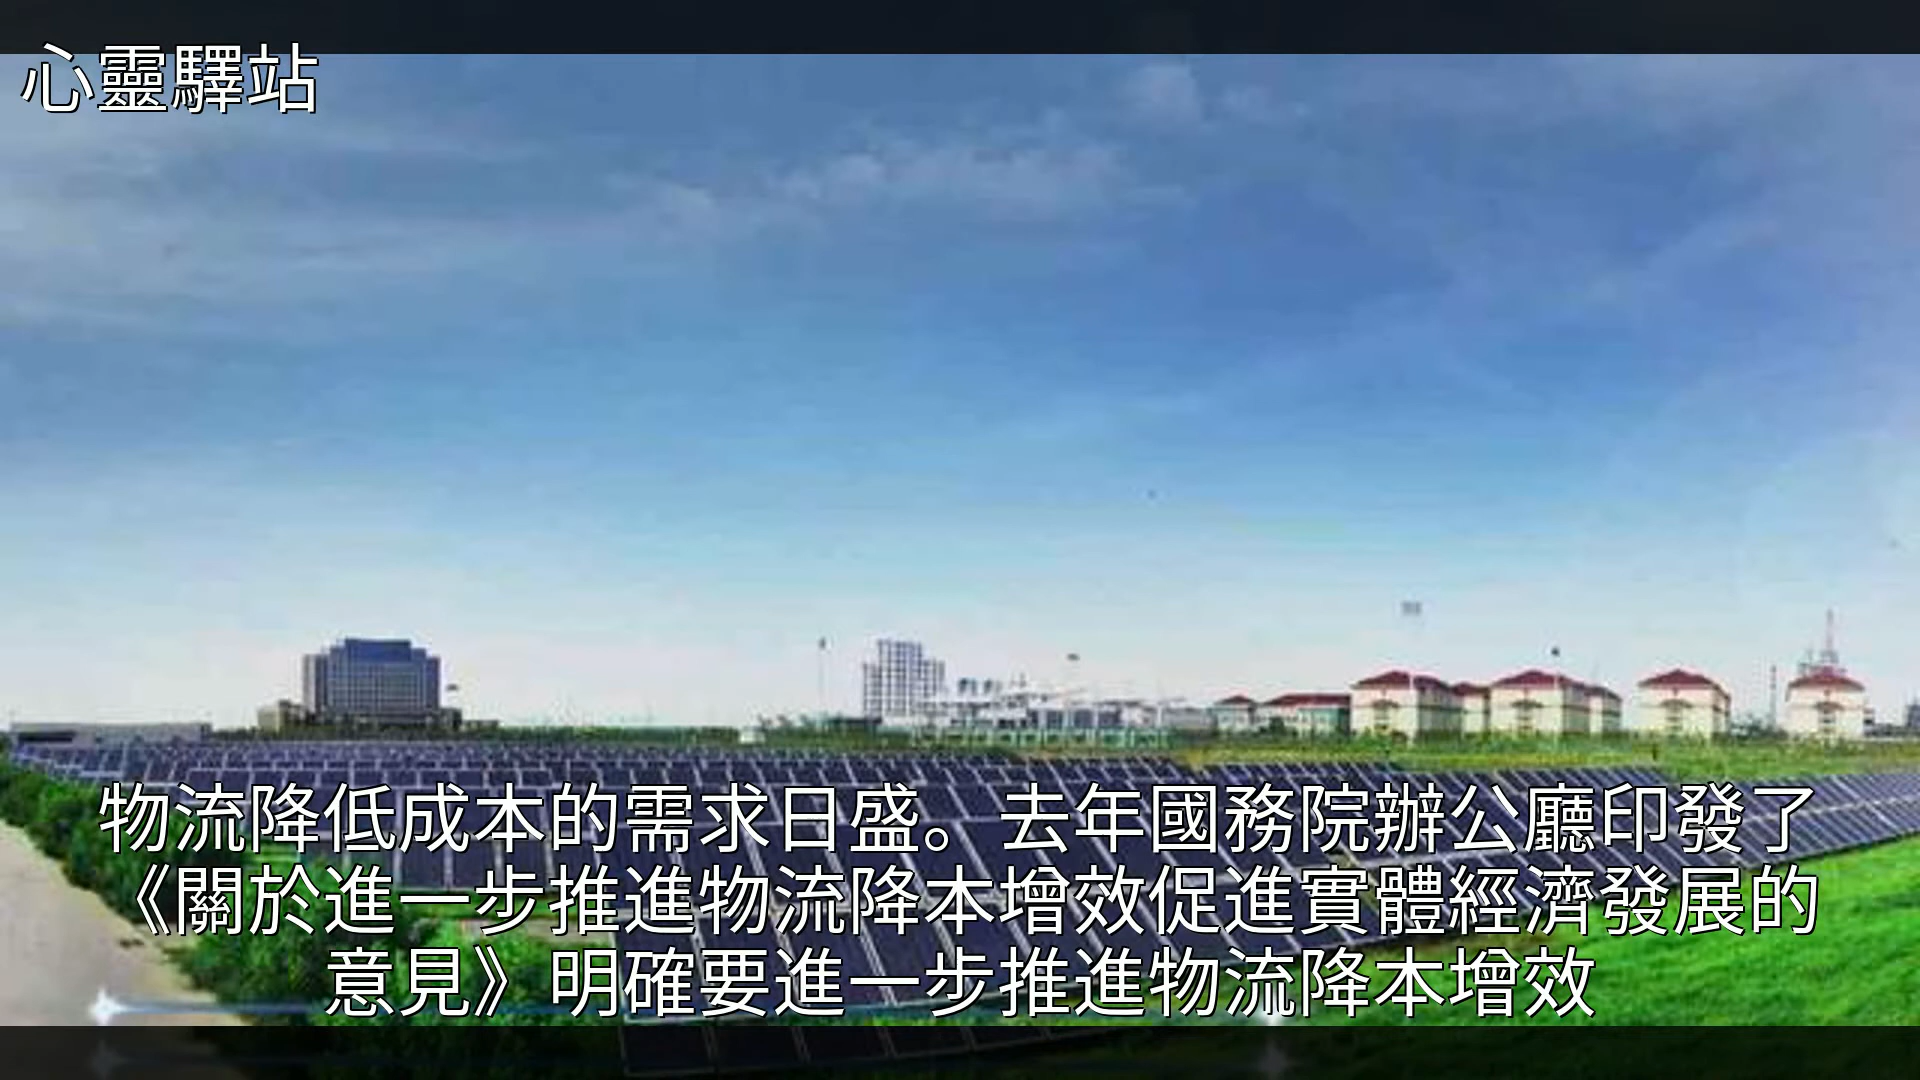 心靈驛站
物流降低成本的需求日盛。去年國務院辦公廳印發了
《關於進一步推進物流降本增效促進實體經濟發展的
意見》明確要進一步推進物流降本增效